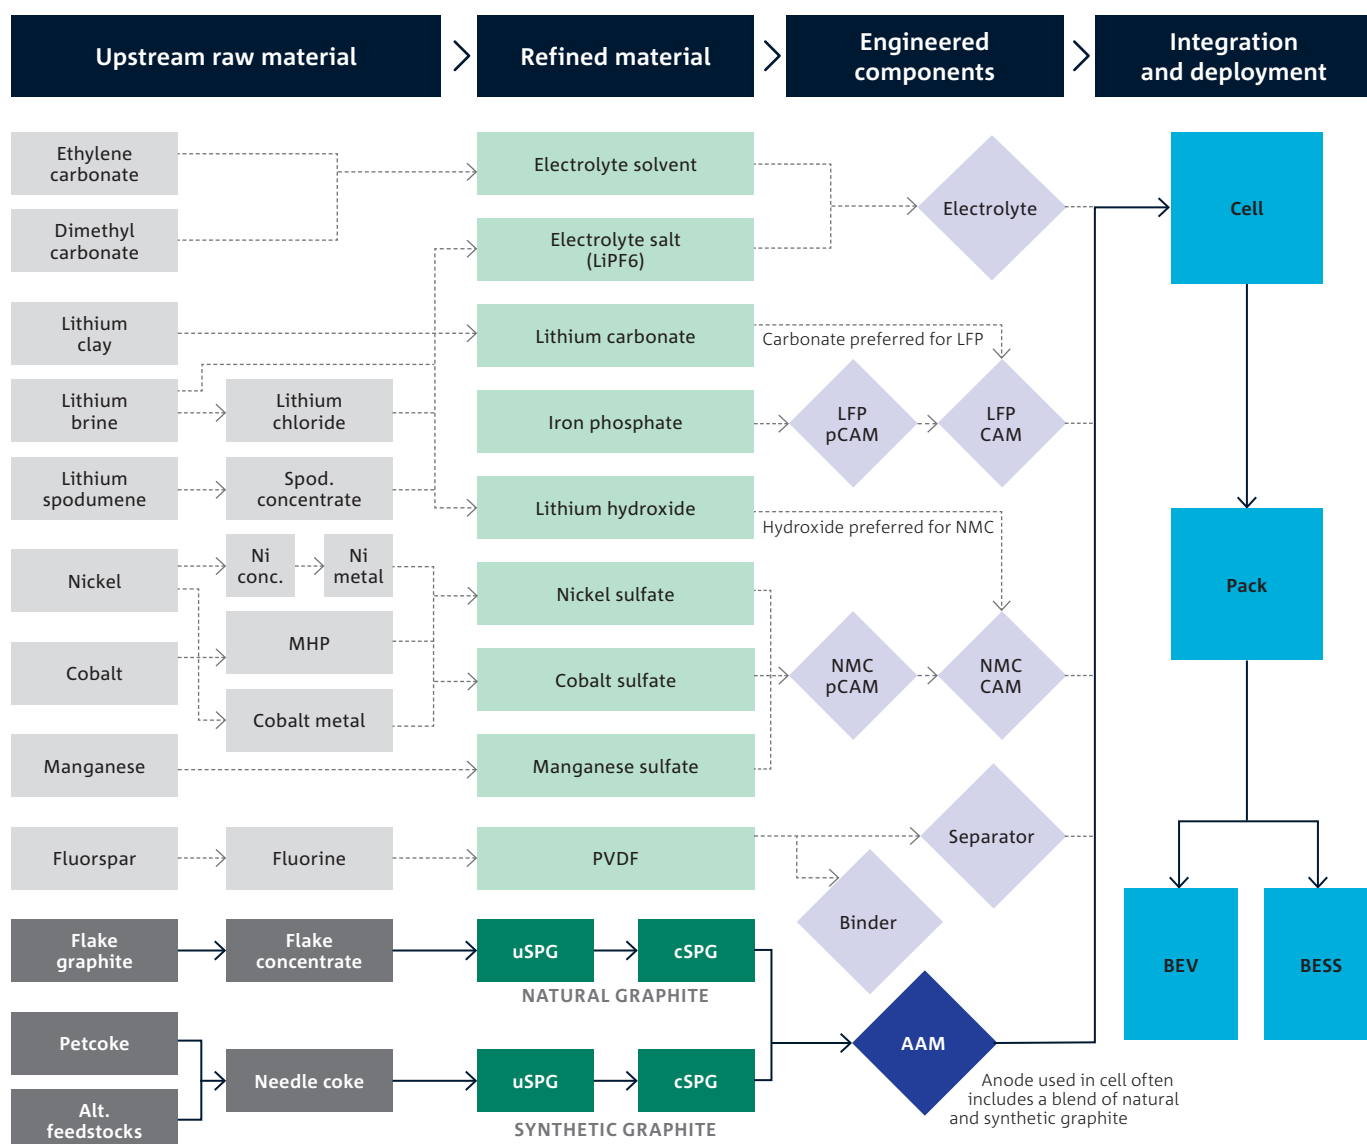 Upstream raw material
Refined material
Engineered
components
Integration
and deployment
Ethylene
carbonate
Dimethyl
carbonate
Electrolyte solvent
Electrolyte salt
(LiPF6)
Electrolyte
Cell
Lithium
clay
Lithium carbonate
Carbonate preferred for LFP
Lithium
brine
Lithium
chloride
Iron phosphate
LFP
pCAM
LFP
CAM
Lithium
spodumene
Spod.
concentrate
Lithium hydroxide
Hydroxide preferred for NMC
Nickel
Ni
conc.
Ni
metal
Nickel sulfate
Pack
Cobalt
MHP
Cobalt metal
Cobalt sulfate
NMC
pCAM
NMC
CAM
Manganese
Manganese sulfate
Fluorspar
Fluorine
PVDF
Separator
Binder
Flake
graphite
Flake
concentrate
uSPG
cSPG
NATURAL GRAPHITE
BEV
BESS
Petcoke
Alt.
feedstocks
Needle coke
uSPG
cSPG
SYNTHETIC GRAPHITE
AAM
Anode used in cell often
includes a blend of natural
and synthetic graphite